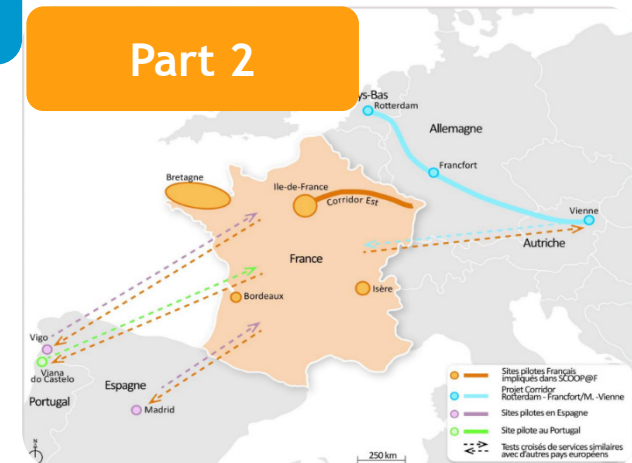 Part 2
ys-Bas
Rotterdam
Allemagne
Francfort
Bretagne
Ile-de-France
Corridor Est
Vienne
Autriche
France
Isère
Bordeaux
Vigo
Viana
do Castelo
Espagne
Portugal
Madrid
N
250 km
Sites pilotes Français
impliqués dans SCOOP@F
Projet Corridor
Rotterdam - Francfort/M. -Vienne
Sites pilotes en Espagne
Site pilote au Portugal
Tests croisés de services similaires
avec d'autres pays européens